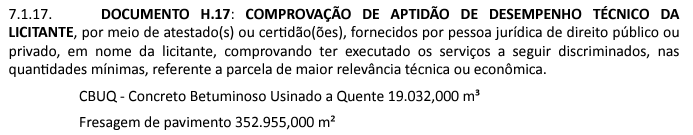 7.1.17. DOCUMENTO H.17: COMPROVAÇÃO DE APTIDÃO DE DESEMPENHO TÉCNICO DA
LICITANTE, por meio de atestado(s) ou certidão(ões), fornecidos por pessoa jurídica de direito público ou
privado, em nome da licitante, comprovando ter executado os serviços a seguir discriminados, nas
quantidades mínimas, referente a parcela de maior relevância técnica ou econômica.
CBUQ - Concreto Betuminoso Usinado a Quente 19.032,000 m³
Fresagem de pavimento 352.955,000 m²